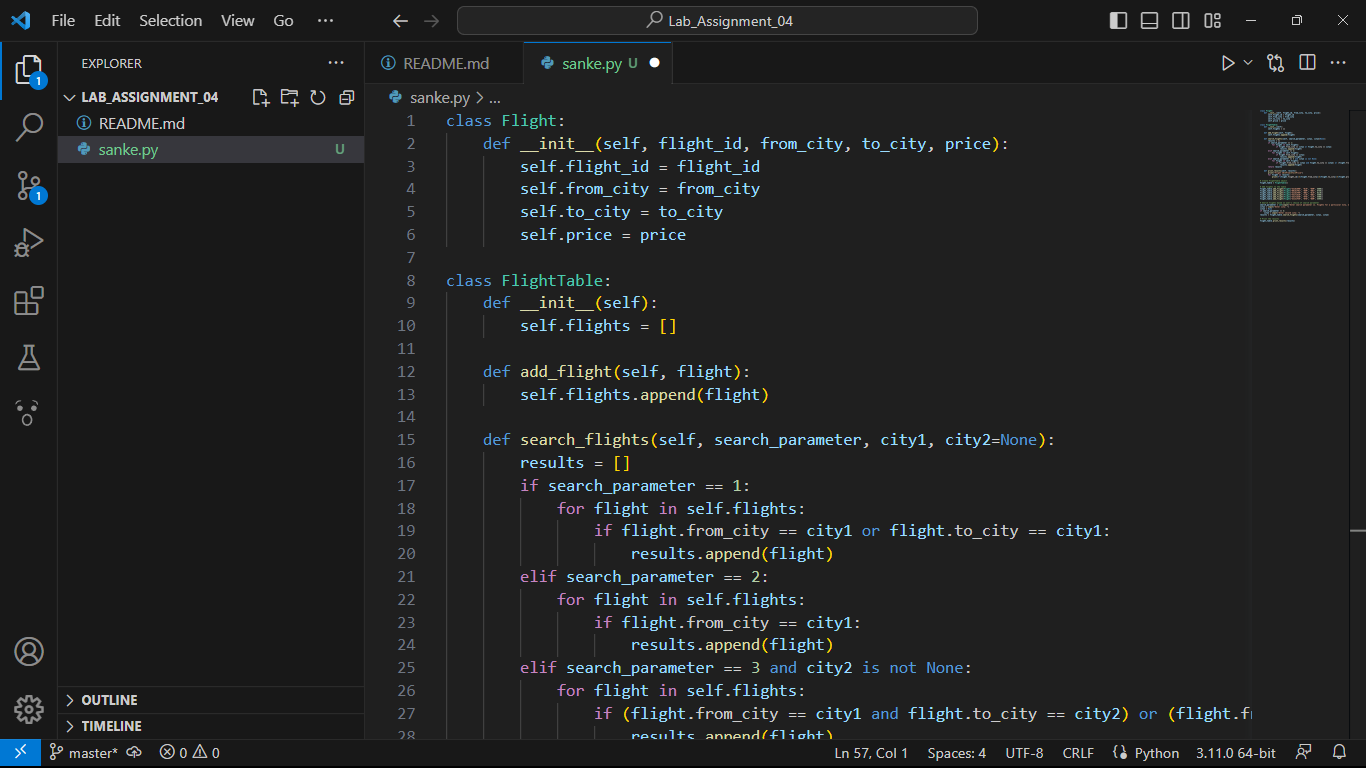 File Edit Selection View Go ··· Lab_Assignment_04
EXPLORER ···
LAB_ASSIGNMENT_04
README.md
sanke.py U
OUTLINE
TIMELINE
README.md sanke.py U
sanke.py > ...
1 class Flight:
2 def __init__(self, flight_id, from_city, to_city, price):
3 self.flight_id = flight_id
4 self.from_city = from_city
5 self.to_city = to_city
6 self.price = price
7
8 class FlightTable:
9 def __init__(self):
10 self.flights = []
11
12 def add_flight(self, flight):
13 self.flights.append(flight)
14
15 def search_flights(self, search_parameter, city1, city2=None):
16 results = []
17 if search_parameter == 1:
18 for flight in self.flights:
19 if flight.from_city == city1 or flight.to_city == city1:
20 results.append(flight)
21 elif search_parameter == 2:
22 for flight in self.flights:
23 if flight.from_city == city1:
24 results.append(flight)
25 elif search_parameter == 3 and city2 is not None:
26 for flight in self.flights:
27 if (flight.from_city == city1 and flight.to_city == city2) or (flight.fr
28 results.append(flight)
1
1
master* 0 0 Ln 57, Col 1 Spaces: 4 UTF-8 CRLF Python 3.11.0 64-bit